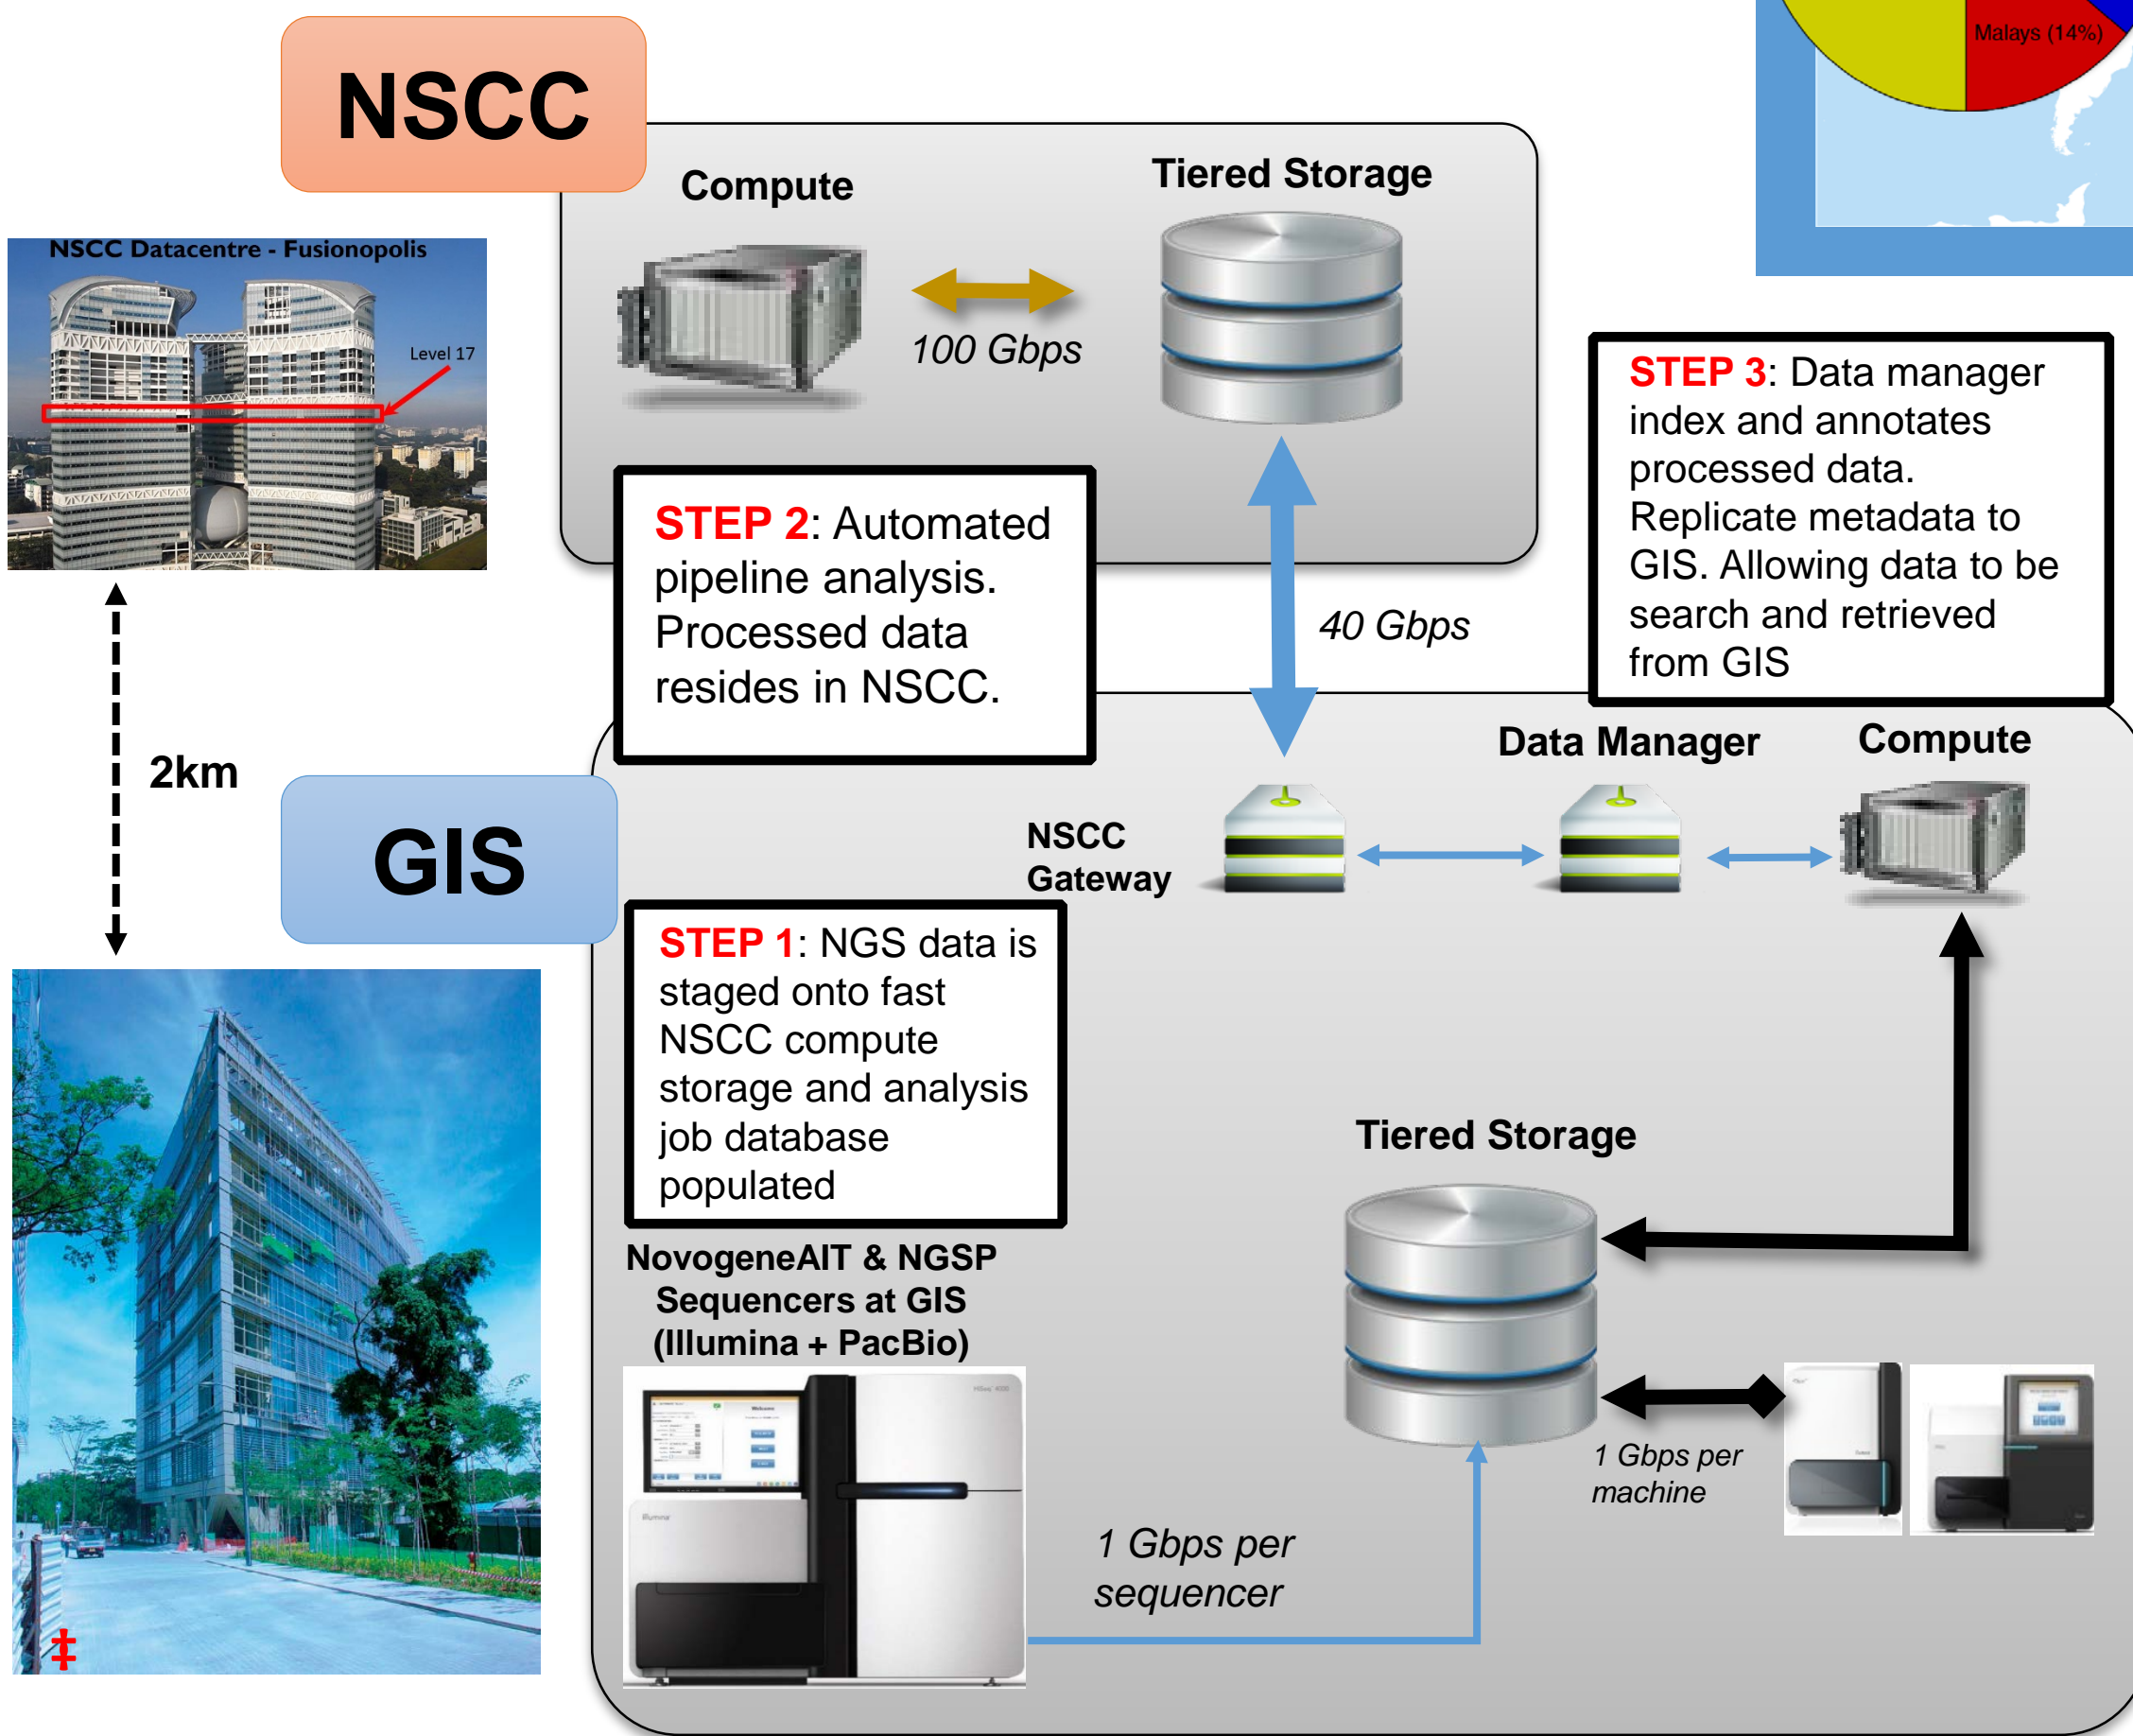 Malays (14%)
NSCC
Compute
Tiered Storage
100 Gbps
NSCC Datacentre - Fusionopolis
Level 17
STEP 2: Automated
pipeline analysis.
Processed data
resides in NSCC.
40 Gbps
STEP 3: Data manager
index and annotates
processed data.
Replicate metadata to
GIS. Allowing data to be
search and retrieved
from GIS
2km
GIS
Data Manager
Compute
NSCC
Gateway
STEP 1: NGS data is
staged onto fast
NSCC compute
storage and analysis
job database
populated
Tiered Storage
NovogeneAIT & NGSP
Sequencers at GIS
(Illumina + PacBio)
Welcome
1 Gbps per
machine
1 Gbps per
sequencer
‡